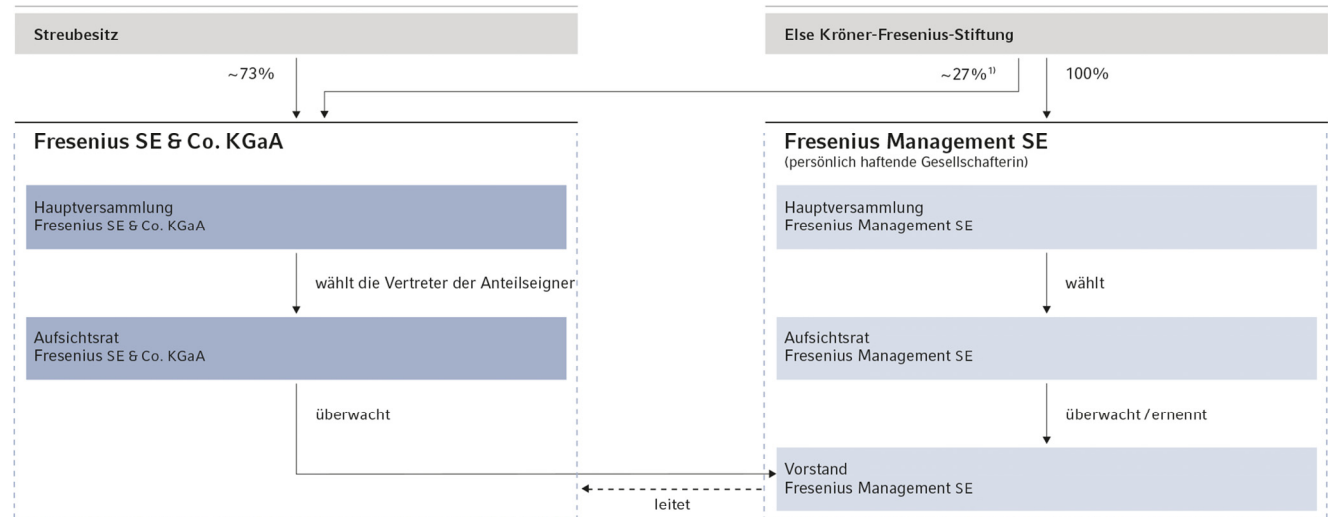 Streubesitz
~73%
Fresenius SE & Co. KGaA
Hauptversammlung
Fresenius SE & Co. KGaA
wählt die Vertreter der Anteilseigner
Aufsichtsrat
Fresenius SE & Co. KGaA
überwacht
Else Kröner-Fresenius-Stiftung
~27%¹⁾
100%
Fresenius Management SE
(persönlich haftende Gesellschafterin)
Hauptversammlung
Fresenius Management SE
wählt
Aufsichtsrat
Fresenius Management SE
überwacht/ernennt
Vorstand
Fresenius Management SE
leitet